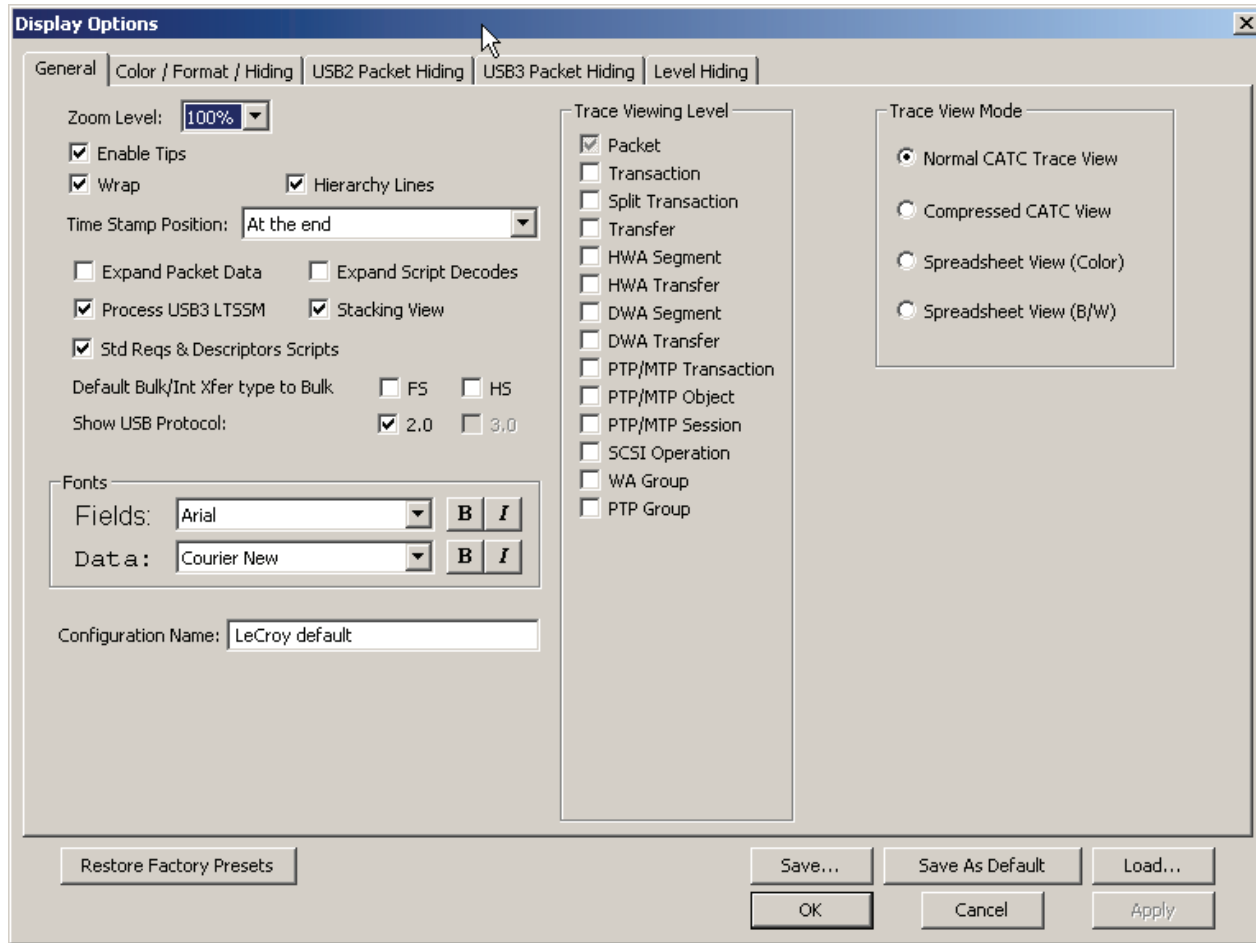 Display Options
General
Color / Format / Hiding
USB2 Packet Hiding
USB3 Packet Hiding
Level Hiding
Zoom Level: 100%
Enable Tips
Wrap
Hierarchy Lines
Time Stamp Position: At the end
Expand Packet Data
Expand Script Decodes
Process USB3 LTSSM
Stacking View
Std Reqs & Descriptors Scripts
Default Bulk/Int Xfer type to Bulk
FS
HS
Show USB Protocol:
2.0
3.0
Fonts
Fields: Arial
B I
Data: Courier New
B I
Configuration Name: LeCroy default
Trace Viewing Level
Packet
Transaction
Split Transaction
Transfer
HWA Segment
HWA Transfer
DWA Segment
DWA Transfer
PTP/MTP Transaction
PTP/MTP Object
PTP/MTP Session
SCSI Operation
WA Group
PTP Group
Trace View Mode
Normal CATC Trace View
Compressed CATC View
Spreadsheet View (Color)
Spreadsheet View (B/W)
Restore Factory Presets
Save...
Save As Default
Load...
OK
Cancel
Apply